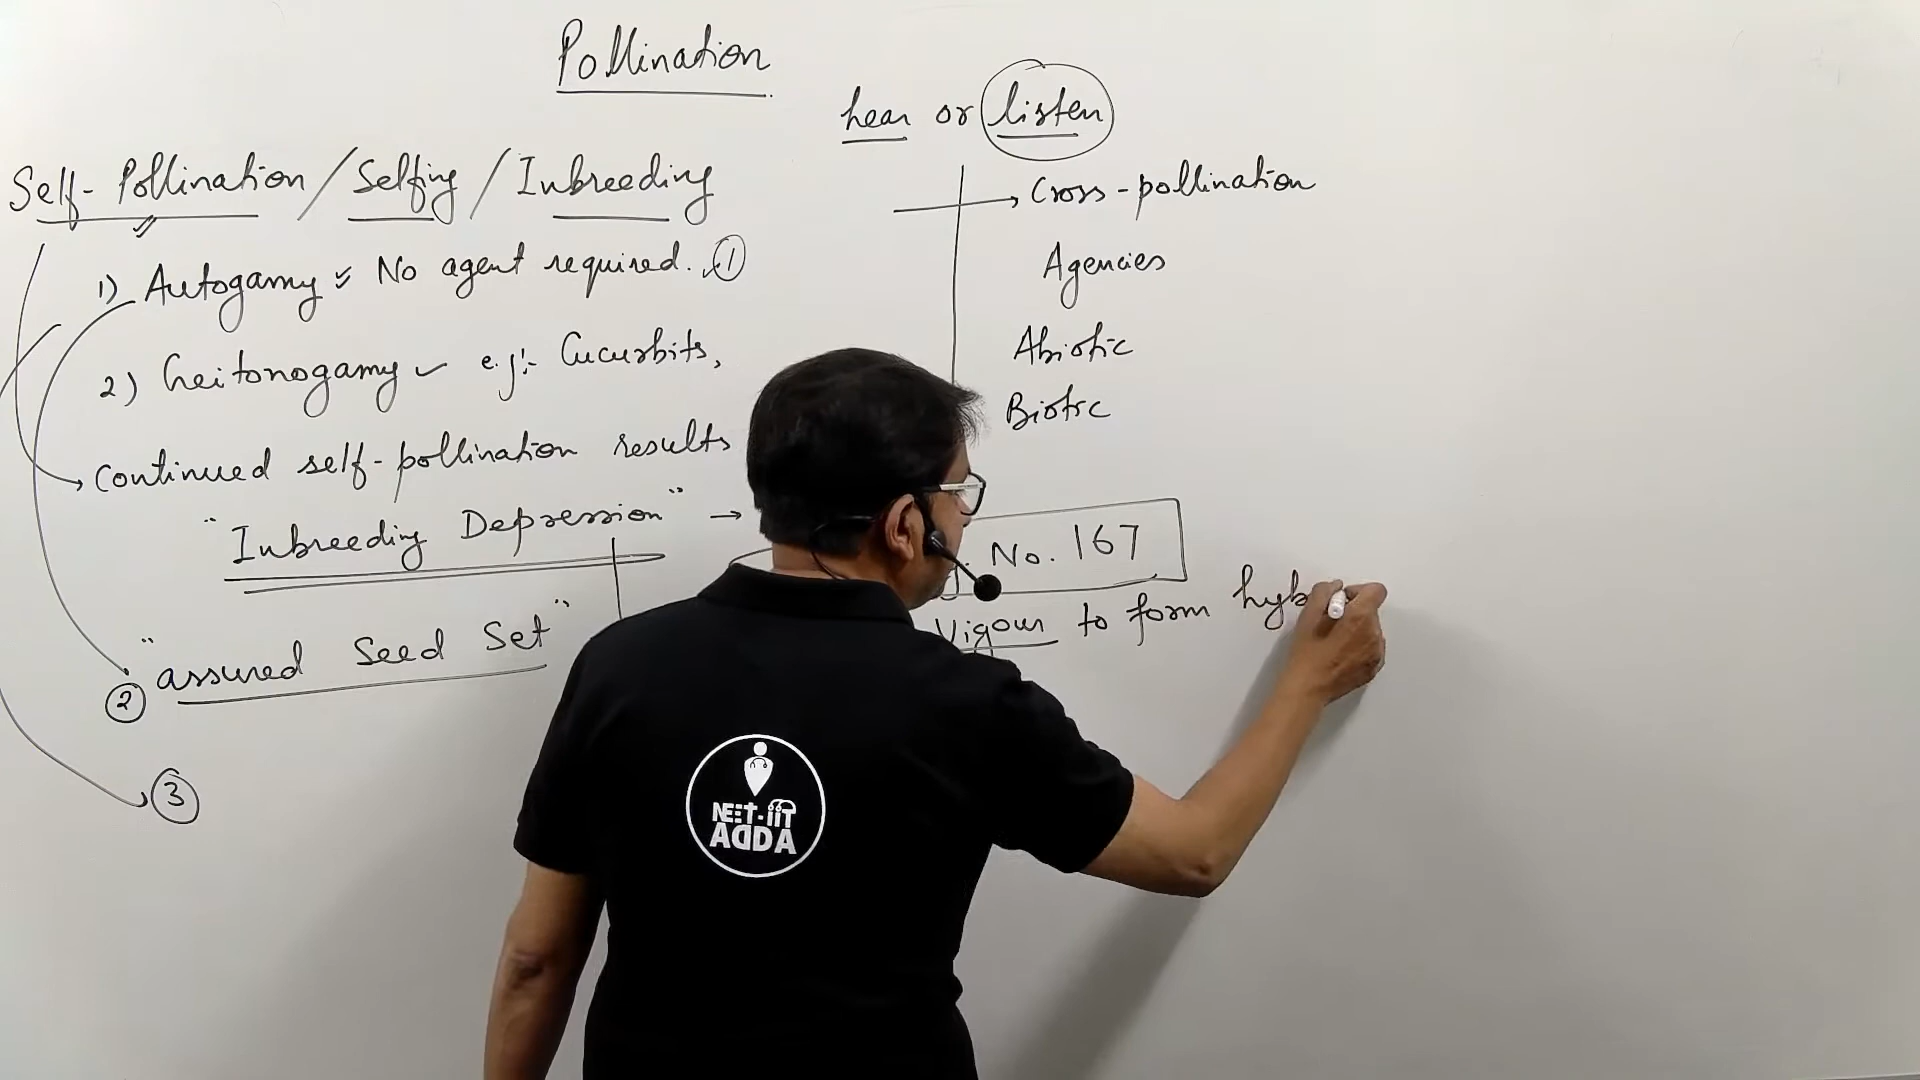 Pollination
hear or listen
Self-Pollination/Selfing/Inbreeding
1) Autogamy No agent required. 1
2) Geitonogamy e.g:- Cucurbits,
Continued self-pollination results
"Inbreeding Depression" →
"assured Seed Set"
2
3
Cross-pollination
Agencies
Abiotic
Biotic
No. 167
Vigour to form hyb
NEET-IIT
ADDA